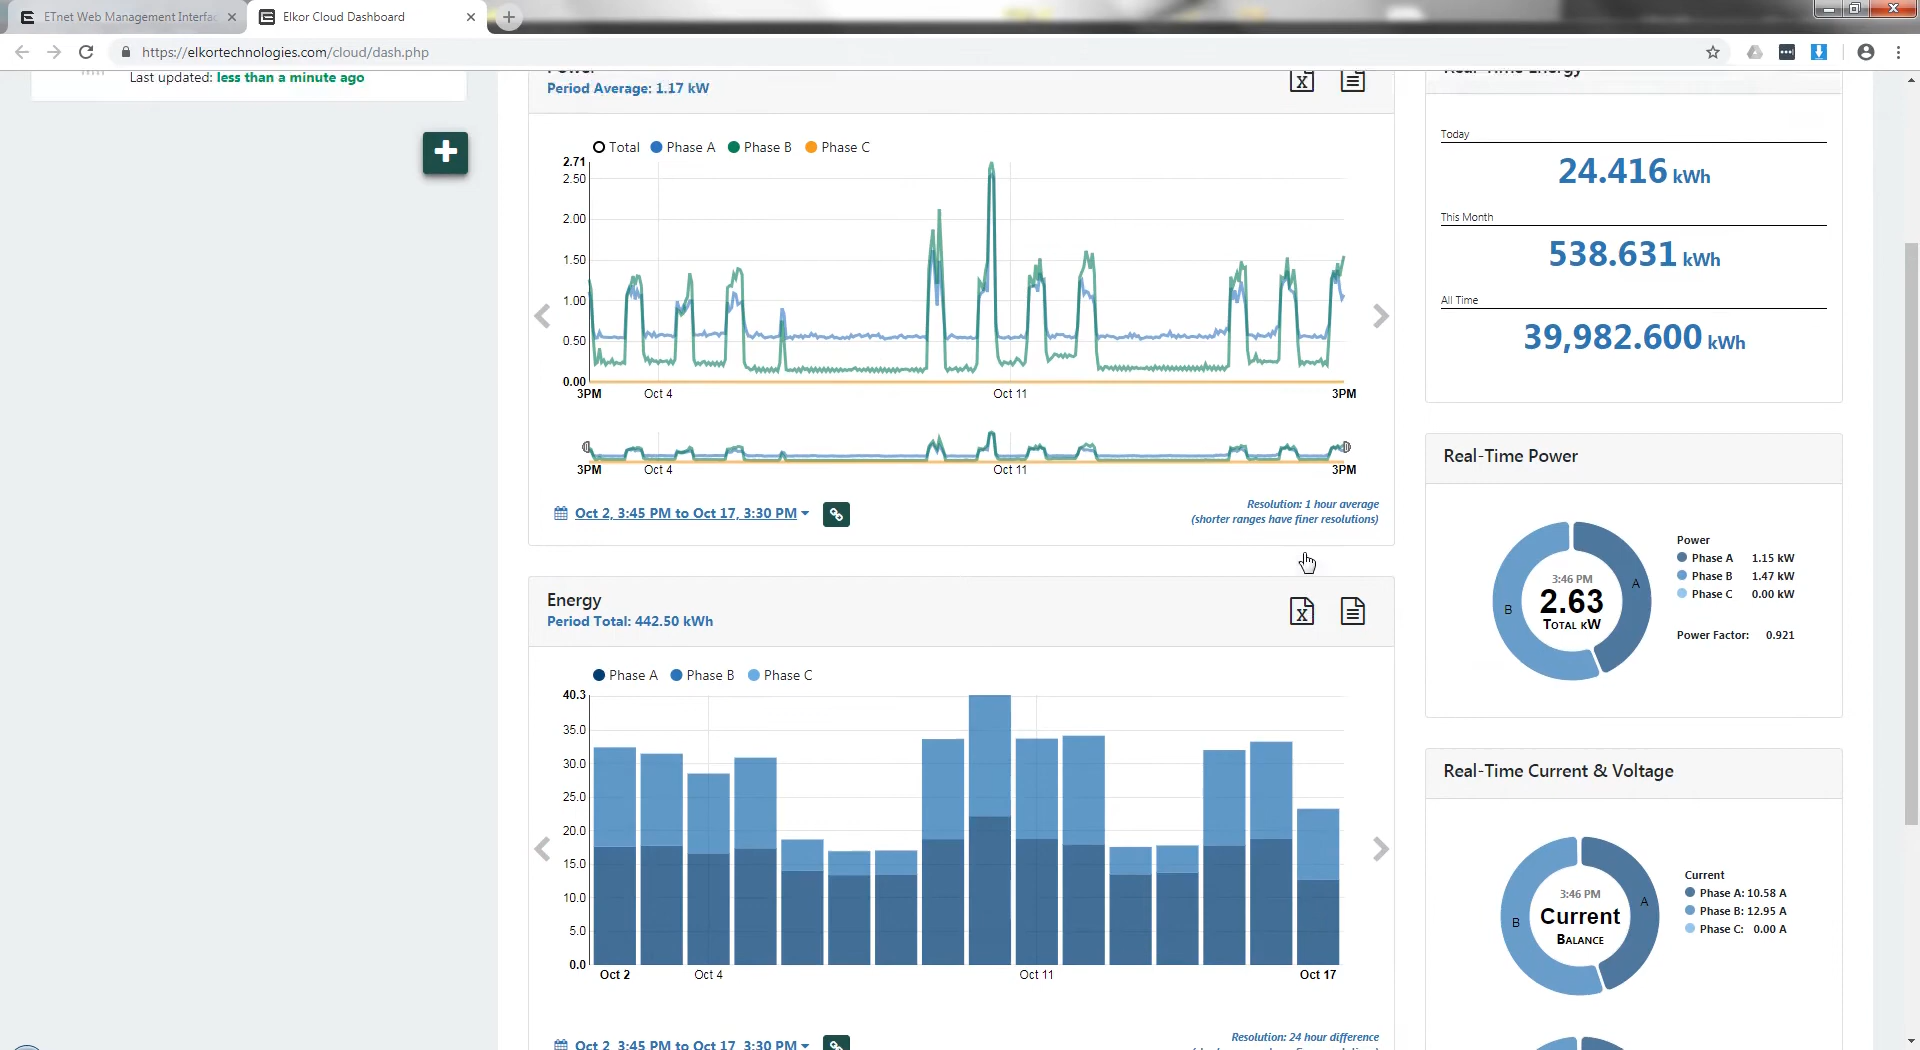 ETnet Web Management Interfa
Elkor Cloud Dashboard
https://elkortechnologies.com/cloud/dash.php
Last updated: less than a minute ago
Power
Period Average: 1.17 kW
Total Phase A Phase B Phase C
2.71
2.50
2.00
1.50
1.00
0.50
0.00
3PM Oct 4 Oct 11 3PM
3PM Oct 4 Oct 11 3PM
Oct 2, 3:45 PM to Oct 17, 3:30 PM
Resolution: 1 hour average
(shorter ranges have finer resolutions)
Energy
Period Total: 442.50 kWh
Phase A Phase B Phase C
40.3
35.0
30.0
25.0
20.0
15.0
10.0
5.0
0.0
Oct 2 Oct 4 Oct 11 Oct 17
Oct 2, 3:45 PM to Oct 17, 3:30 PM
Resolution: 24 hour difference
Real-Time Energy
Today
24.416 kWh
This Month
538.631 kWh
All Time
39,982.600 kWh
Real-Time Power
3:46 PM
2.63
TOTAL KW
B
A
Power
Phase A 1.15 kW
Phase B 1.47 kW
Phase C 0.00 kW
Power Factor: 0.921
Real-Time Current & Voltage
3:46 PM
Current
BALANCE
B
A
Current
Phase A: 10.58 A
Phase B: 12.95 A
Phase C: 0.00 A